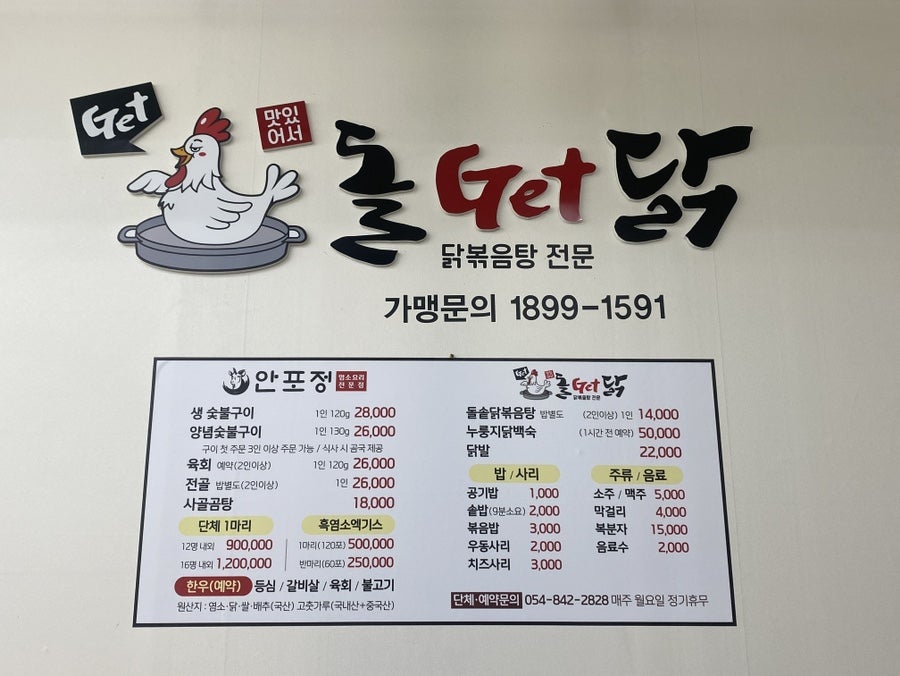 Get
맛있
어서
돌Get닭
닭볶음탕 전문
가맹문의 1899-1591
안포정 염소요리
전문점
생 숯불구이 1인 120g 28,000
양념숯불구이 1인 130g 26,000
구이 첫 주문 3인 이상 주문 가능 / 식사 시 곰국 제공
육회 예약(2인이상) 1인 120g 26,000
전골 밥별도(2인이상) 1인 26,000
사골곰탕 18,000
단체 1마리
12명 내외 900,000
16명 내외 1,200,000
흑염소엑기스
1마리(120포) 500,000
반마리(60포) 250,000
한우(예약) 등심 / 갈비살 / 육회 / 불고기
원산지 : 염소·닭·쌀·배추(국산) 고춧가루(국내산+중국산)
Get
돌Get닭
닭볶음탕 전문
돌솥닭볶음탕 밥별도 (2인이상) 1인 14,000
누룽지닭백숙 (1시간 전 예약) 50,000
닭발 22,000
밥 / 사리
공기밥 1,000
솥밥(9분소요) 2,000
볶음밥 3,000
우동사리 2,000
치즈사리 3,000
주류 / 음료
소주 / 맥주 5,000
막걸리 4,000
복분자 15,000
음료수 2,000
단체·예약문의 054-842-2828 매주 월요일 정기휴무